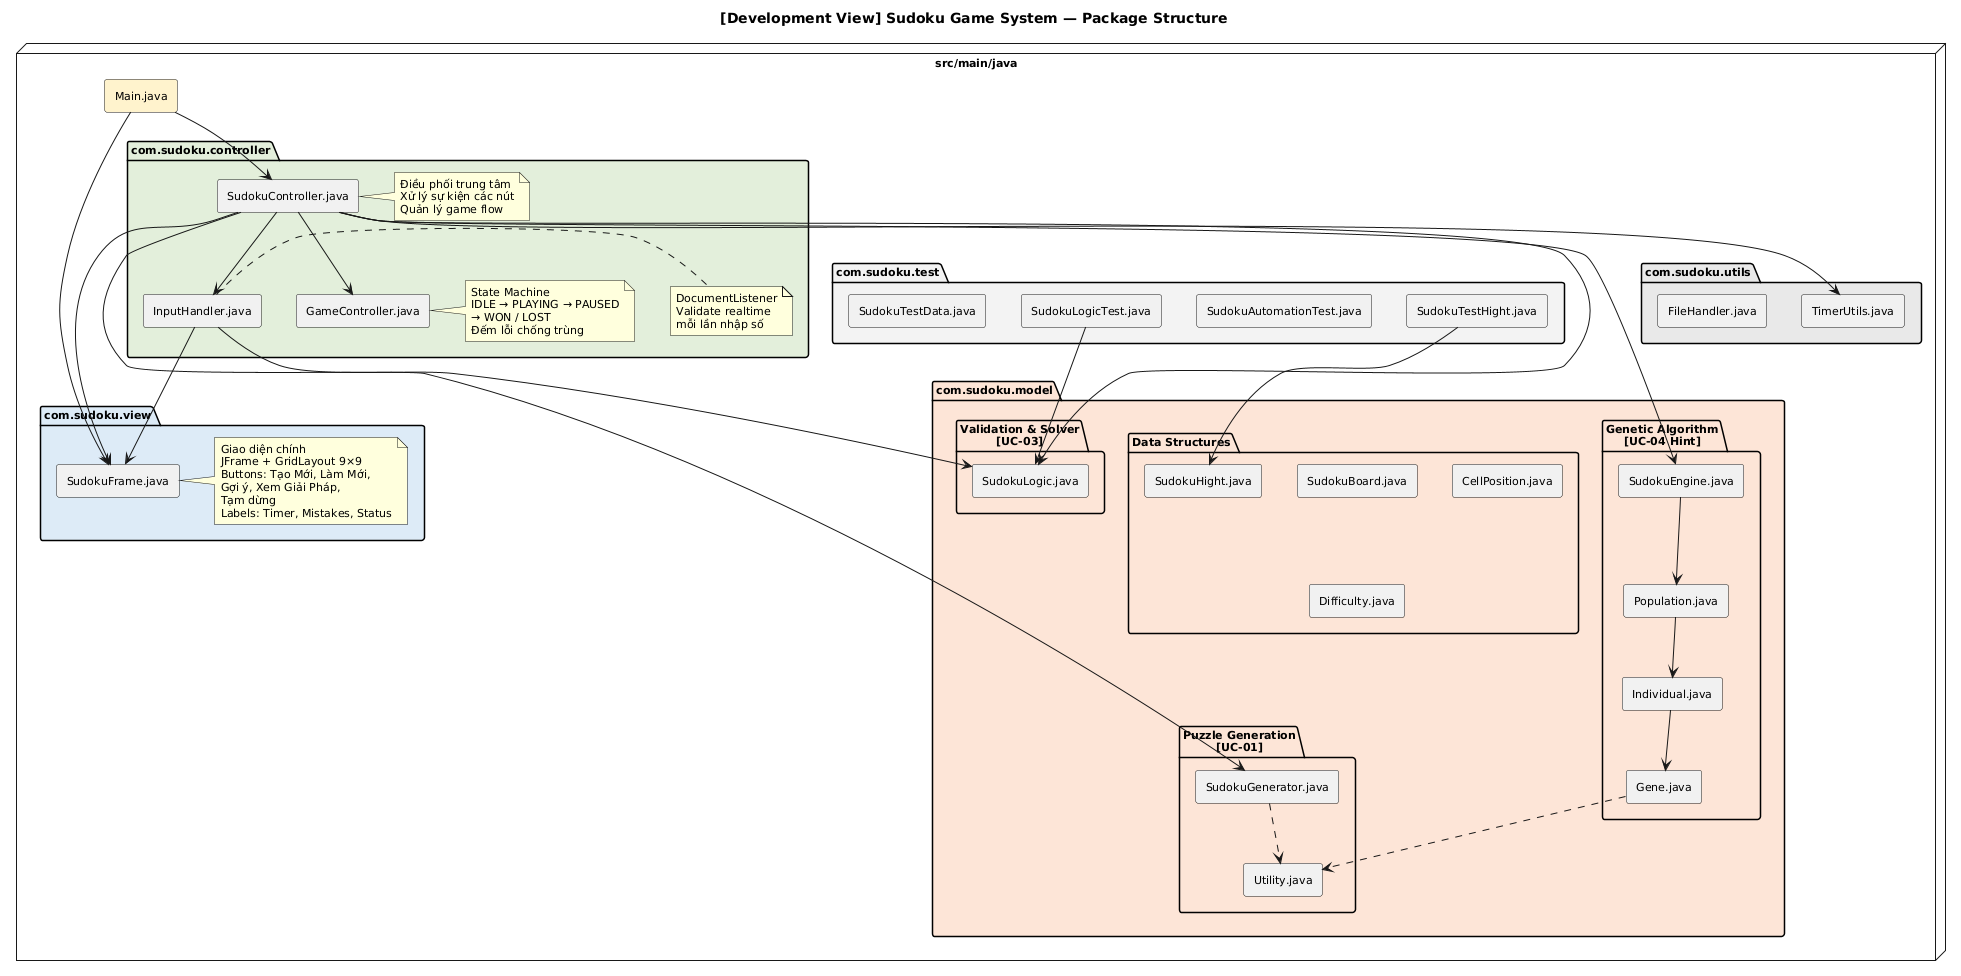 [Development View] Sudoku Game System — Package Structure
src/main/java
Main.java
com.sudoku.controller
SudokuController.java
Điều phối trung tâm
Xử lý sự kiện các nút
Quản lý game flow
InputHandler.java
GameController.java
State Machine
IDLE → PLAYING → PAUSED
→ WON / LOST
Đếm lỗi chống trùng
DocumentListener
Validate realtime
mỗi lần nhập số
com.sudoku.test
SudokuTestData.java
SudokuLogicTest.java
SudokuAutomationTest.java
SudokuTestHight.java
com.sudoku.utils
FileHandler.java
TimerUtils.java
com.sudoku.view
SudokuFrame.java
Giao diện chính
JFrame + GridLayout 9×9
Buttons: Tạo Mới, Làm Mới,
Gợi ý, Xem Giải Pháp,
Tạm dừng
Labels: Timer, Mistakes, Status
com.sudoku.model
Validation & Solver
[UC-03]
SudokuLogic.java
Data Structures
SudokuHight.java
SudokuBoard.java
CellPosition.java
Difficulty.java
Genetic Algorithm
[UC-04 Hint]
SudokuEngine.java
Population.java
Individual.java
Gene.java
Puzzle Generation
[UC-01]
SudokuGenerator.java
Utility.java